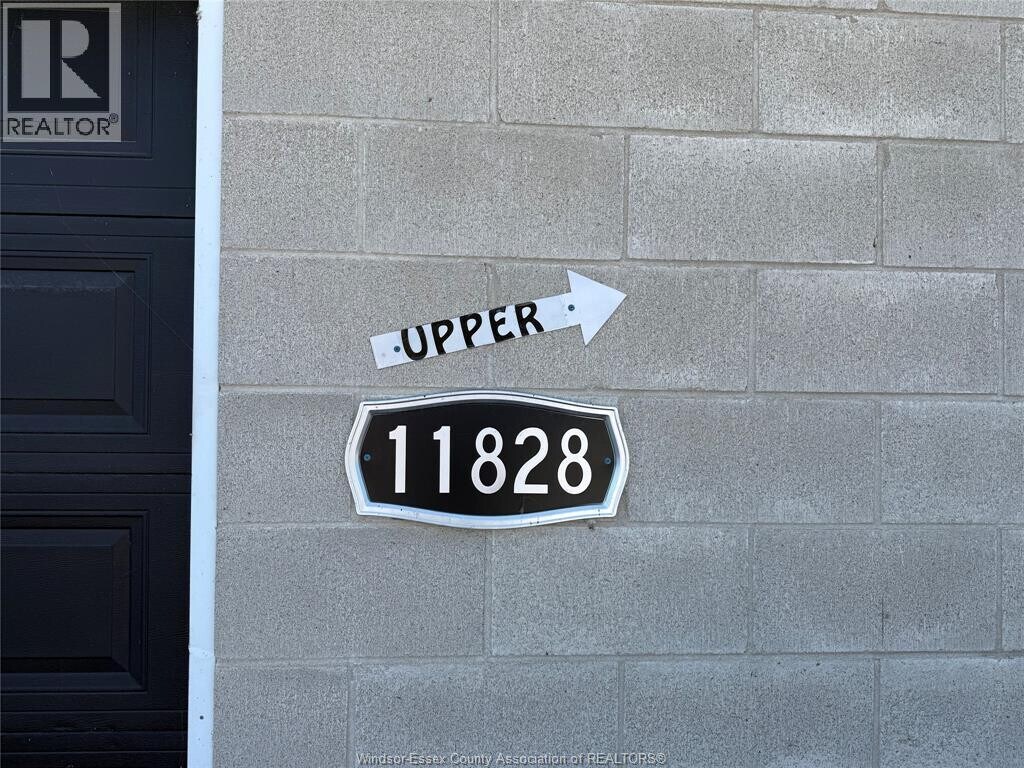 REALTOR®
UPPER
11828
Windsor-Essex County Association of REALTORS®